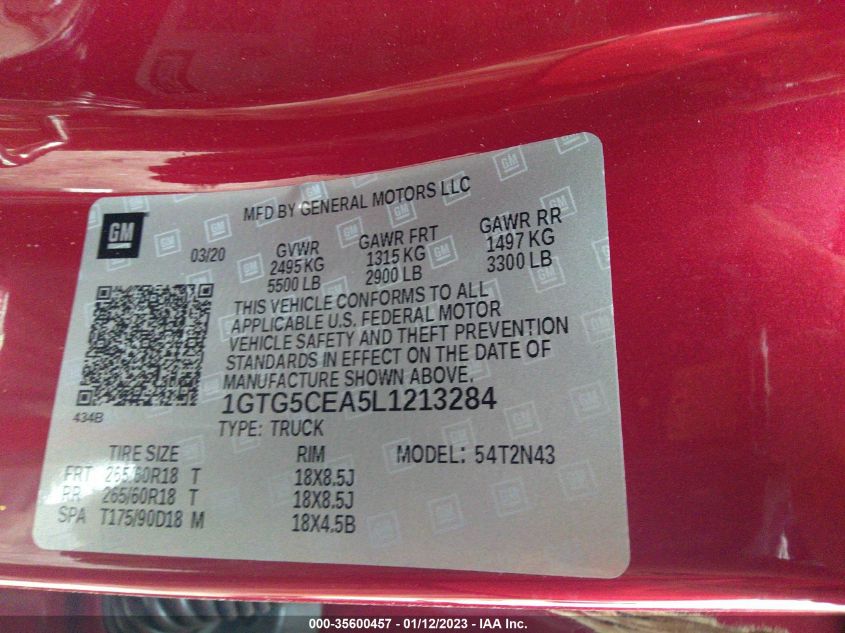 GM
MFD BY GENERAL MOTORS LLC
03/20
GVWR
2495 KG
5500 LB
GAWR FRT
1315 KG
2900 LB
GAWR RR
1497 KG
3300 LB
THIS VEHICLE CONFORMS TO ALL
APPLICABLE U.S. FEDERAL MOTOR
VEHICLE SAFETY AND THEFT PREVENTION
STANDARDS IN EFFECT ON THE DATE OF
MANUFACTURE SHOWN ABOVE.
434B
1GTG5CEA5L1213284
TYPE: TRUCK
TIRE SIZE RIM MODEL: 54T2N43
FRT 265/60R18 T 18X8.5J
RR 265/60R18 T 18X8.5J
SPA T175/90D18 M 18X4.5B
000-35600457 - 01/12/2023 - IAA Inc.